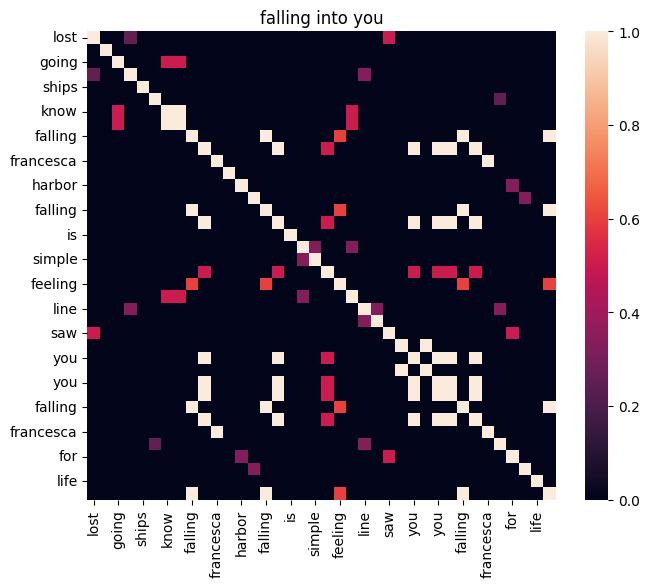 falling into you
lost
going
ships
know
falling
francesca
harbor
falling
is
simple
feeling
line
saw
you
you
falling
francesca
for
life
1.0
0.8
0.6
0.4
0.2
0.0
lost
going
ships
know
falling
francesca
harbor
falling
is
simple
feeling
line
saw
you
you
falling
francesca
for
life